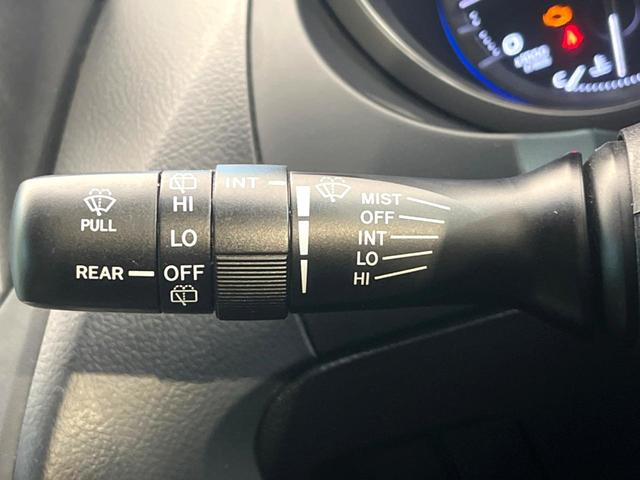 PULL
REAR
HI
LO
OFF
INT
MIST
OFF
INT
LO
HI
C